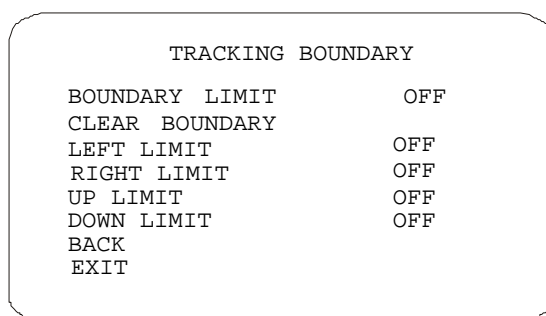 TRACKING BOUNDARY
BOUNDARY LIMIT OFF
CLEAR BOUNDARY
LEFT LIMIT OFF
RIGHT LIMIT OFF
UP LIMIT OFF
DOWN LIMIT OFF
BACK
EXIT